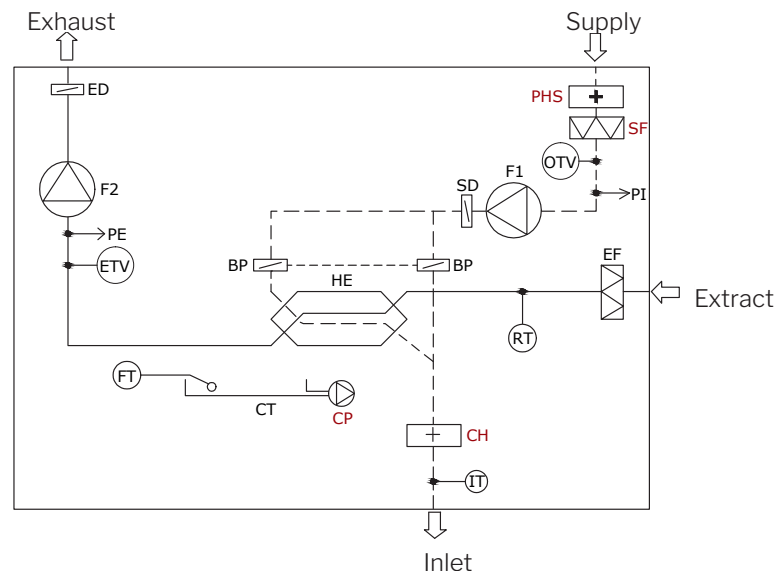 Exhaust
Supply
ED
PHS
SF
OTV
F1
SD
F2
PI
PE
ETV
BP
BP
EF
HE
Extract
RT
FT
CT
CP
CH
IT
Inlet